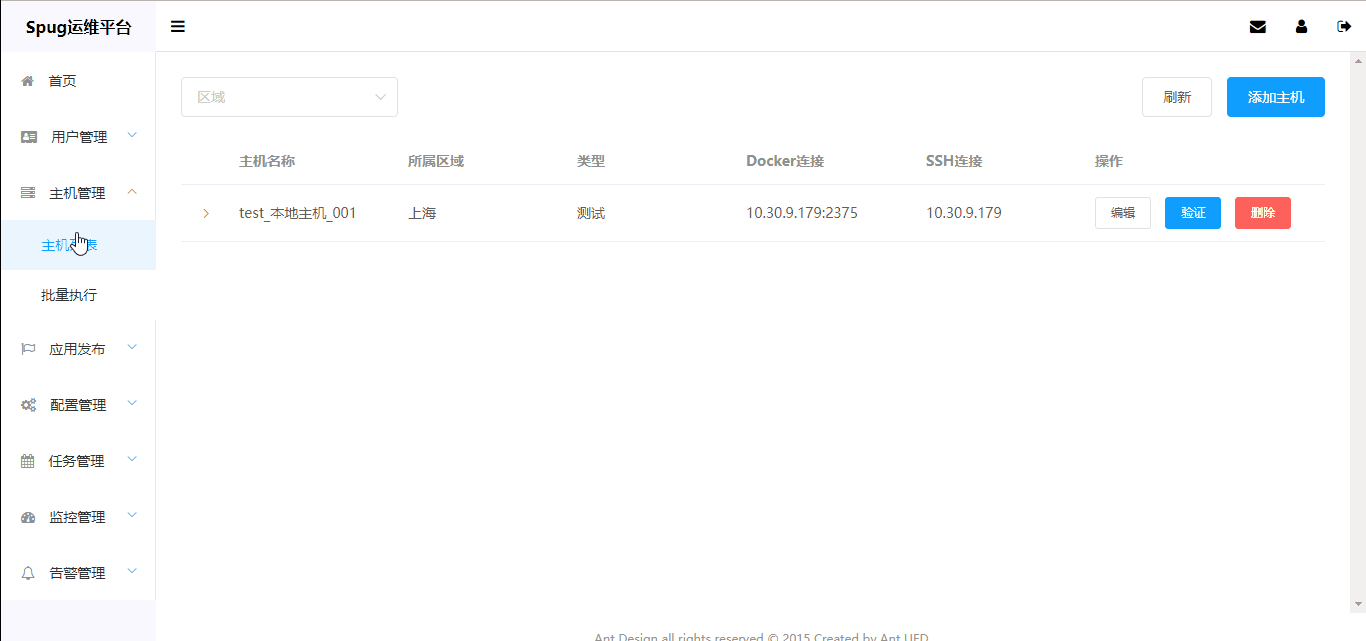 Spug运维平台
首页
用户管理
主机管理
主机列表
批量执行
应用发布
配置管理
任务管理
监控管理
告警管理
区域
刷新
添加主机
主机名称 所属区域 类型 Docker连接 SSH连接 操作
test_本地主机_001 上海 测试 10.30.9.179:2375 10.30.9.179 编辑 验证 删除
Ant Design all rights reserved © 2015 Created by Ant UED